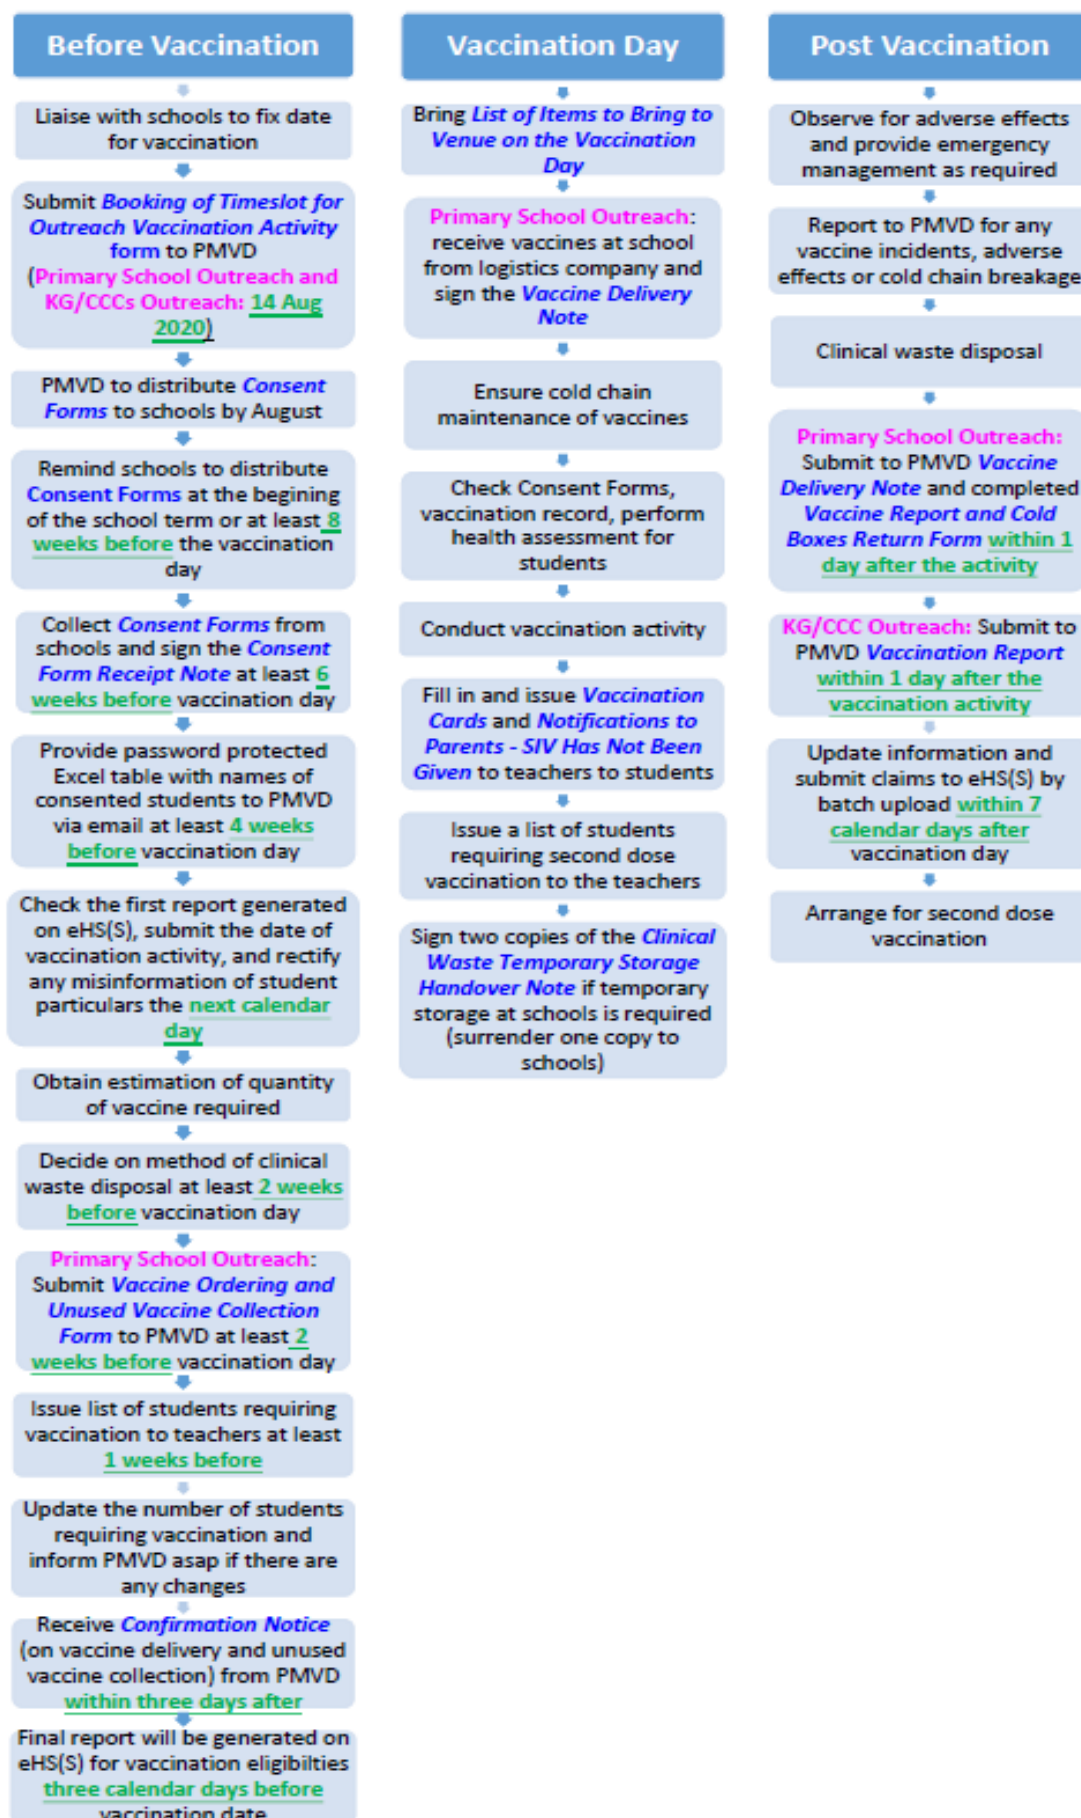 Before Vaccination
Liaise with schools to fix date
for vaccination
Submit Booking of Timeslot for
Outreach Vaccination Activity
form to PMVD
(Primary School Outreach and
KG/CCCs Outreach: 14 Aug
2020)
PMVD to distribute Consent
Forms to schools by August
Remind schools to distribute
Consent Forms at the begining
of the school term or at least 8
weeks before the vaccination
day
Collect Consent Forms from
schools and sign the Consent
Form Receipt Note at least 6
weeks before vaccination day
Provide password protected
Excel table with names of
consented students to PMVD
via email at least 4 weeks
before vaccination day
Check the first report generated
on eHS(S), submit the date of
vaccination activity, and rectify
any misinformation of student
particulars the next calendar
day
Obtain estimation of quantity
of vaccine required
Decide on method of clinical
waste disposal at least 2 weeks
before vaccination day
Primary School Outreach:
Submit Vaccine Ordering and
Unused Vaccine Collection
Form to PMVD at least 2
weeks before vaccination day
Issue list of students requiring
vaccination to teachers at least
1 weeks before
Update the number of students
requiring vaccination and
inform PMVD asap if there are
any changes
Receive Confirmation Notice
(on vaccine delivery and unused
vaccine collection) from PMVD
within three days after
Final report will be generated on
eHS(S) for vaccination eligibilties
three calendar days before
vaccination date
Vaccination Day
Bring List of Items to Bring to
Venue on the Vaccination
Day
Primary School Outreach:
receive vaccines at school
from logistics company and
sign the Vaccine Delivery
Note
Ensure cold chain
maintenance of vaccines
Check Consent Forms,
vaccination record, perform
health assessment for
students
Conduct vaccination activity
Fill in and issue Vaccination
Cards and Notifications to
Parents - SIV Has Not Been
Given to teachers to students
Issue a list of students
requiring second dose
vaccination to the teachers
Sign two copies of the Clinical
Waste Temporary Storage
Handover Note if temporary
storage at schools is required
(surrender one copy to
schools)
Post Vaccination
Observe for adverse effects
and provide emergency
management as required
Report to PMVD for any
vaccine incidents, adverse
effects or cold chain breakage
Clinical waste disposal
Primary School Outreach:
Submit to PMVD Vaccine
Delivery Note and completed
Vaccine Report and Cold
Boxes Return Form within 1
day after the activity
KG/CCC Outreach: Submit to
PMVD Vaccination Report
within 1 day after the
vaccination activity
Update information and
submit claims to eHS(S) by
batch upload within 7
calendar days after
vaccination day
Arrange for second dose
vaccination